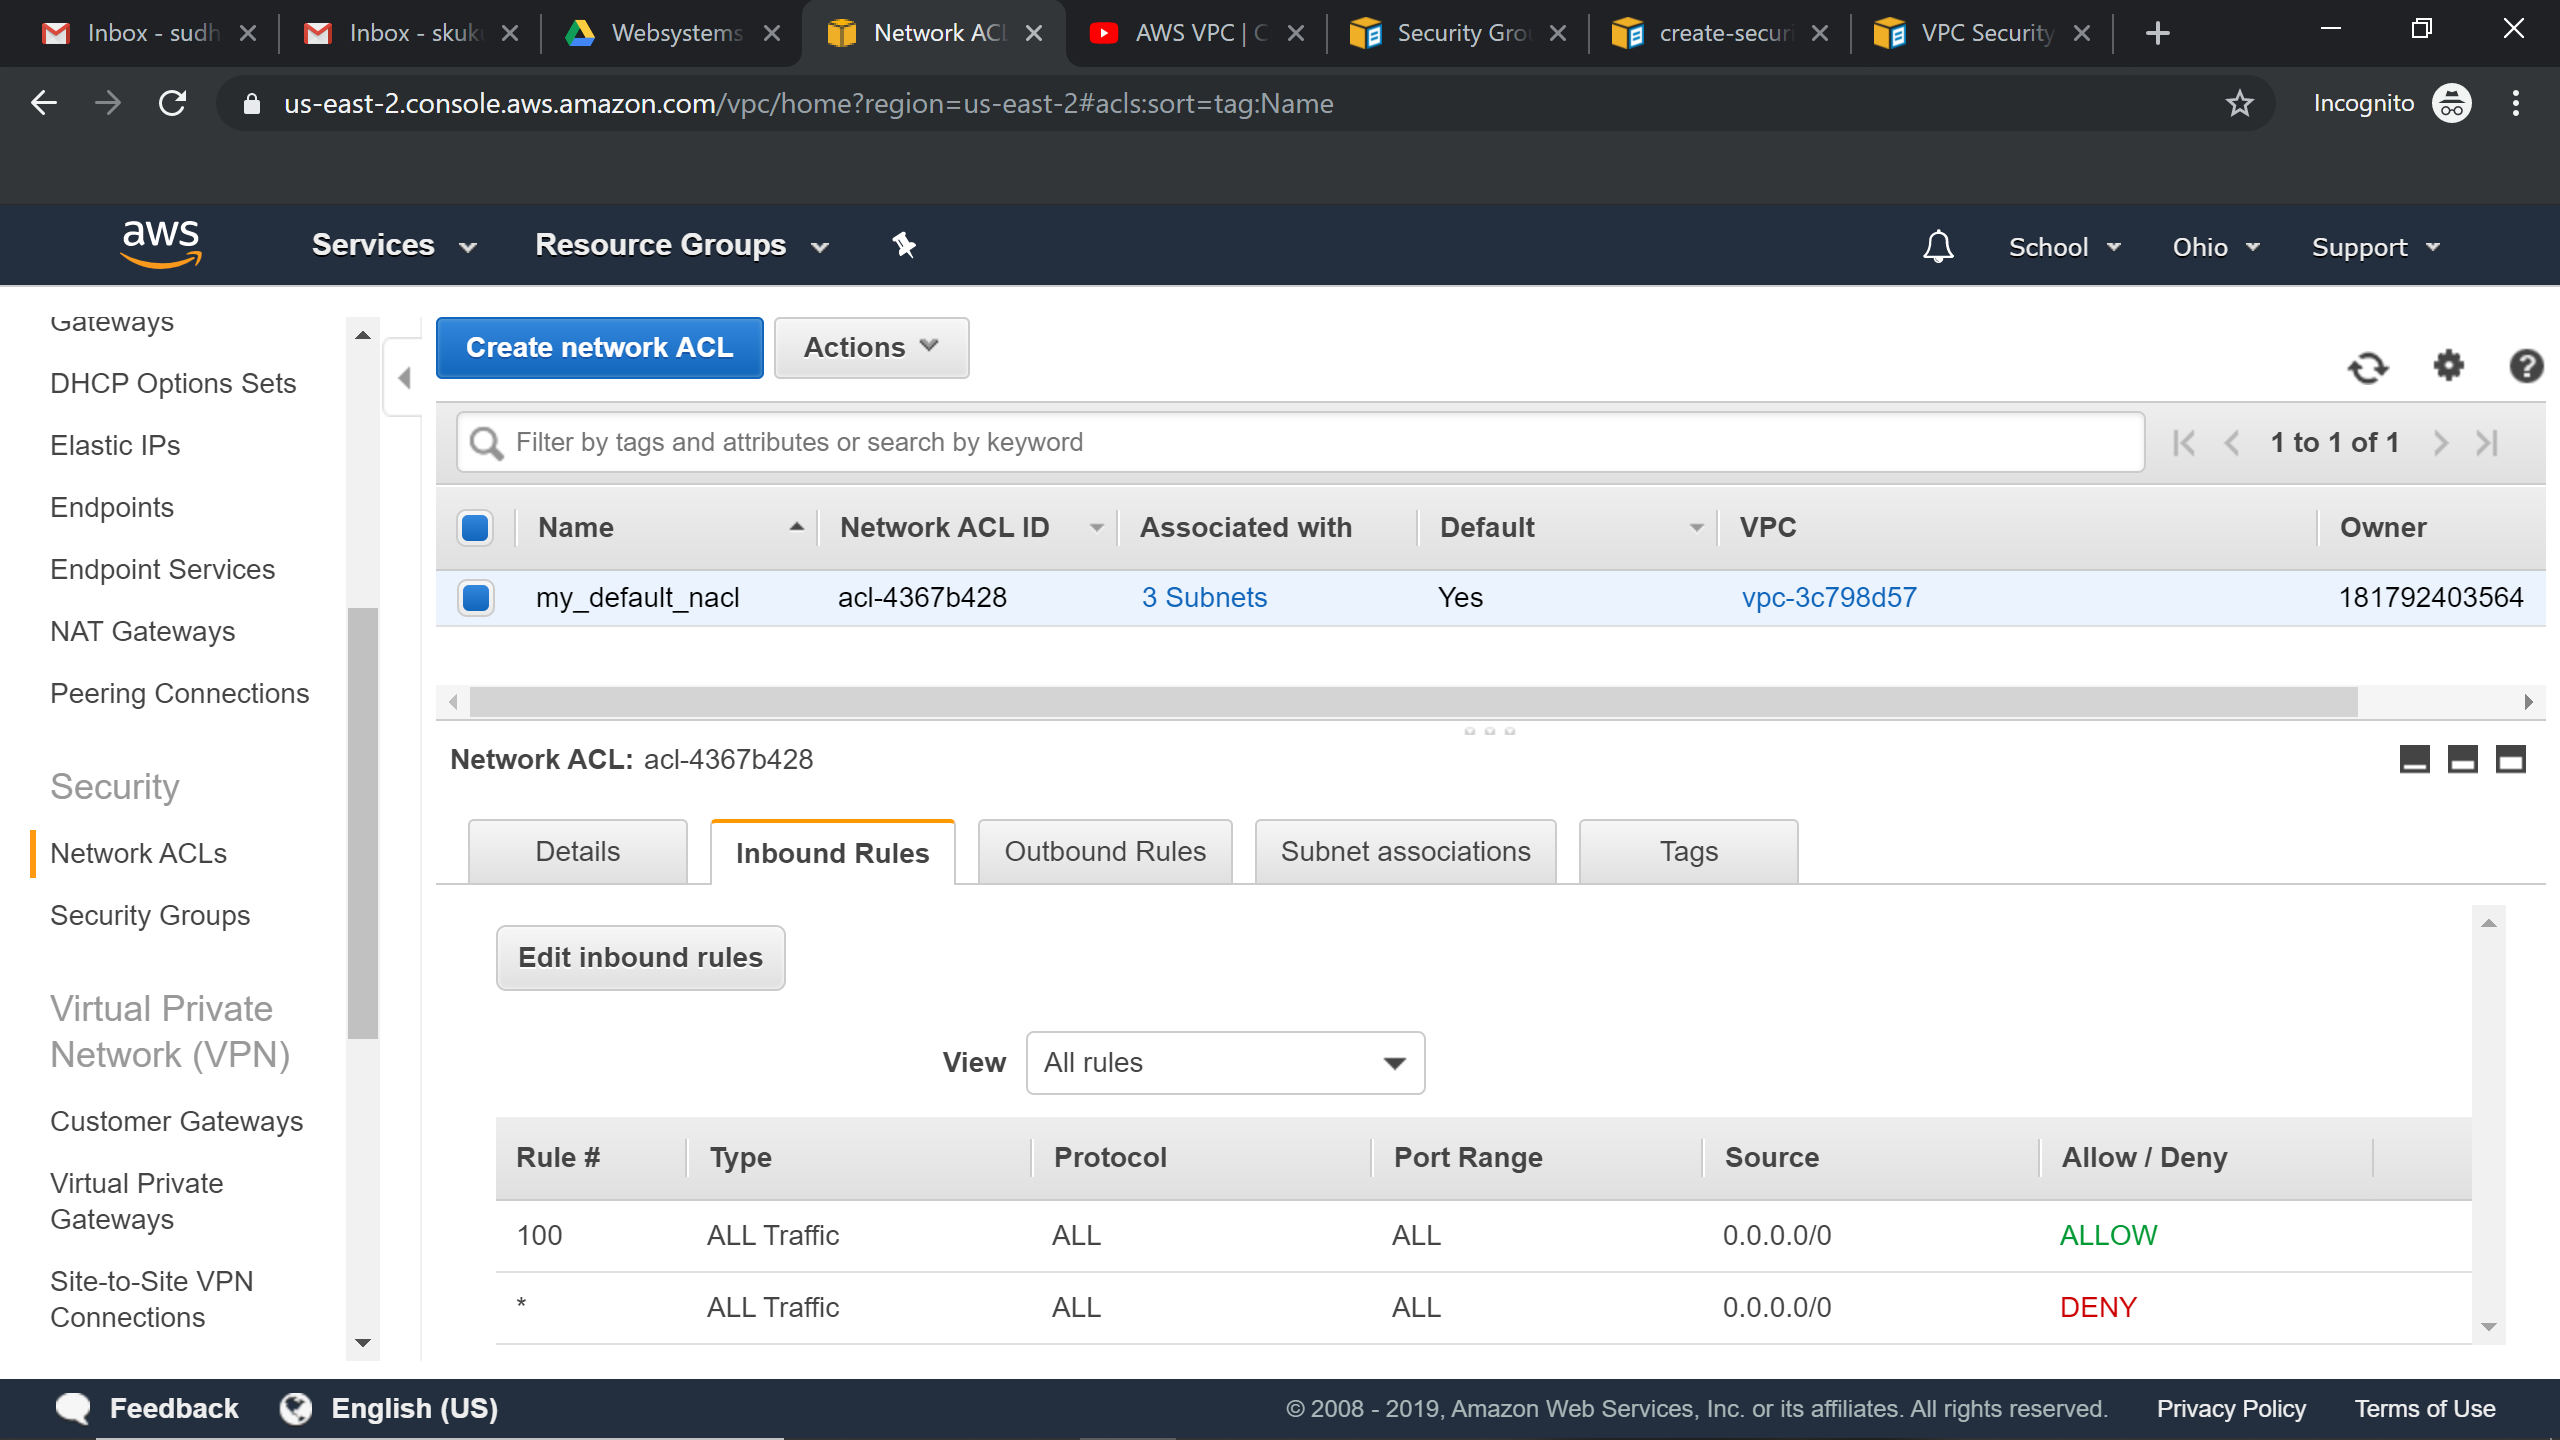 Inbox - sudh
Inbox - skuk
Websystems
Network ACL
AWS VPC | C
Security Gro
create-securi
VPC Security
us-east-2.console.aws.amazon.com/vpc/home?region=us-east-2#acls:sort=tag:Name
Incognito
aws
Services
Resource Groups
School
Ohio
Support
Gateways
DHCP Options Sets
Elastic IPs
Endpoints
Endpoint Services
NAT Gateways
Peering Connections
Security
Network ACLs
Security Groups
Virtual Private
Network (VPN)
Customer Gateways
Virtual Private
Gateways
Site-to-Site VPN
Connections
Create network ACL
Actions
Filter by tags and attributes or search by keyword
1 to 1 of 1
Name Network ACL ID Associated with Default VPC Owner
my_default_nacl acl-4367b428 3 Subnets Yes vpc-3c798d57 181792403564
Network ACL: acl-4367b428
Details
Inbound Rules
Outbound Rules
Subnet associations
Tags
Edit inbound rules
View All rules
Rule # Type Protocol Port Range Source Allow / Deny
100 ALL Traffic ALL ALL 0.0.0.0/0 ALLOW
* ALL Traffic ALL ALL 0.0.0.0/0 DENY
Feedback
English (US)
© 2008 - 2019, Amazon Web Services, Inc. or its affiliates. All rights reserved.
Privacy Policy
Terms of Use